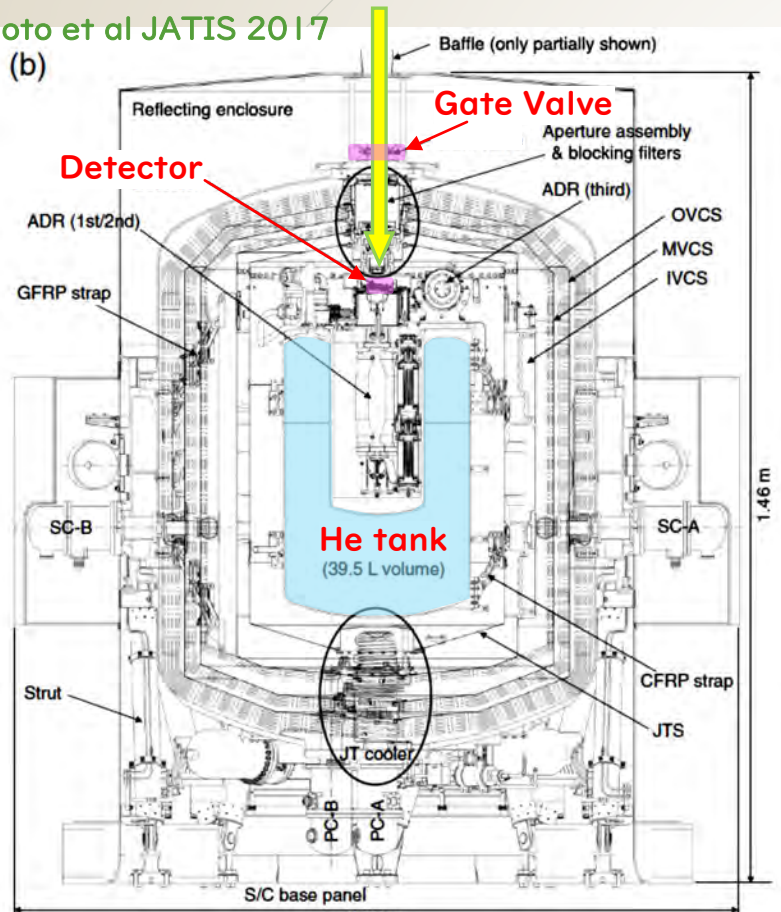 oto et al JATIS 2017
(b)
Baffle (only partially shown)
Reflecting enclosure
Gate Valve
Aperture assembly
& blocking filters
Detector
ADR (third)
ADR (1st/2nd)
OVCS
MVCS
IVCS
GFRP strap
1.46 m
SC-B
SC-A
He tank
(39.5 L volume)
CFRP strap
Strut
JTS
JT cooler
PC-B
PC-A
S/C base panel